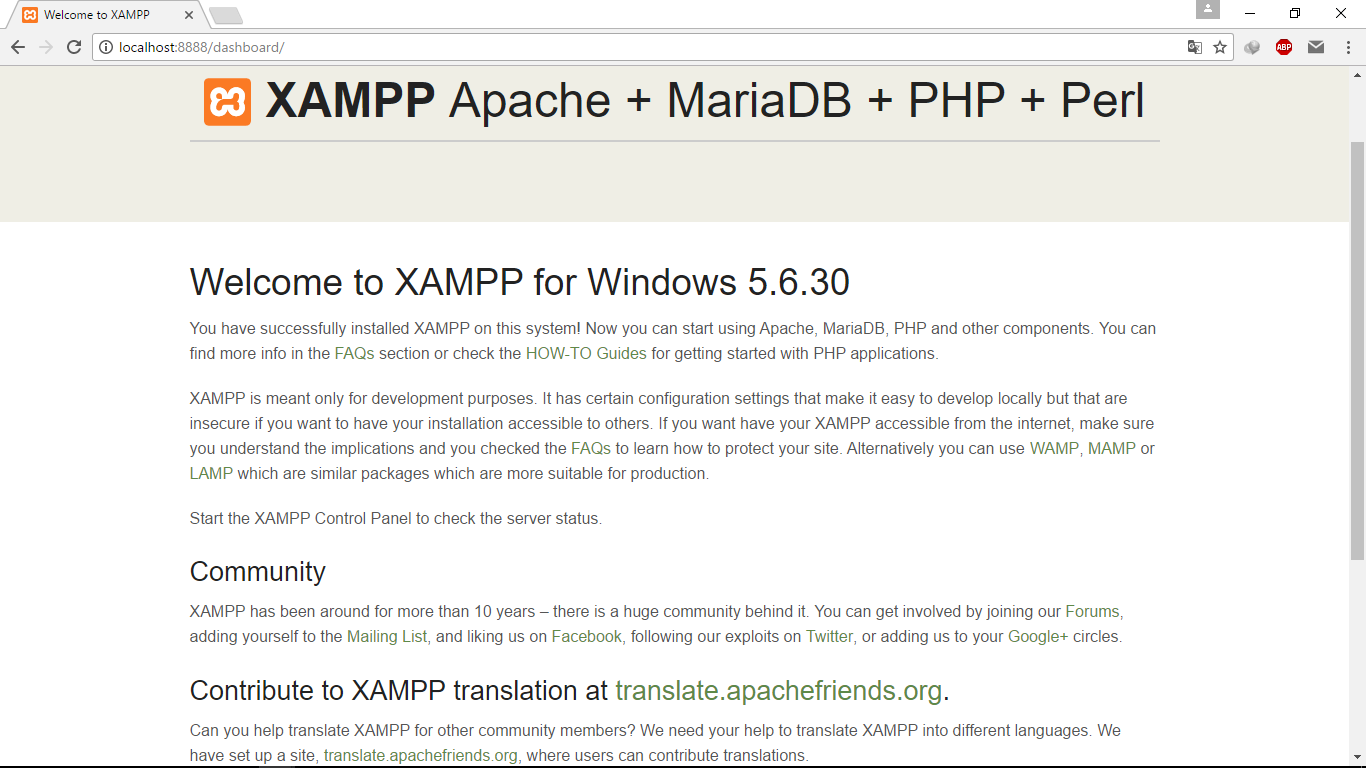 Welcome to XAMPP
localhost:8888/dashboard/
ABP
XAMPP Apache + MariaDB + PHP + Perl
Welcome to XAMPP for Windows 5.6.30
You have successfully installed XAMPP on this system! Now you can start using Apache, MariaDB, PHP and other components. You can
find more info in the FAQs section or check the HOW-TO Guides for getting started with PHP applications.
XAMPP is meant only for development purposes. It has certain configuration settings that make it easy to develop locally but that are
insecure if you want to have your installation accessible to others. If you want have your XAMPP accessible from the internet, make sure
you understand the implications and you checked the FAQs to learn how to protect your site. Alternatively you can use WAMP, MAMP or
LAMP which are similar packages which are more suitable for production.
Start the XAMPP Control Panel to check the server status.
Community
XAMPP has been around for more than 10 years – there is a huge community behind it. You can get involved by joining our Forums,
adding yourself to the Mailing List, and liking us on Facebook, following our exploits on Twitter, or adding us to your Google+ circles.
Contribute to XAMPP translation at translate.apachefriends.org.
Can you help translate XAMPP for other community members? We need your help to translate XAMPP into different languages. We
have set up a site, translate.apachefriends.org, where users can contribute translations.